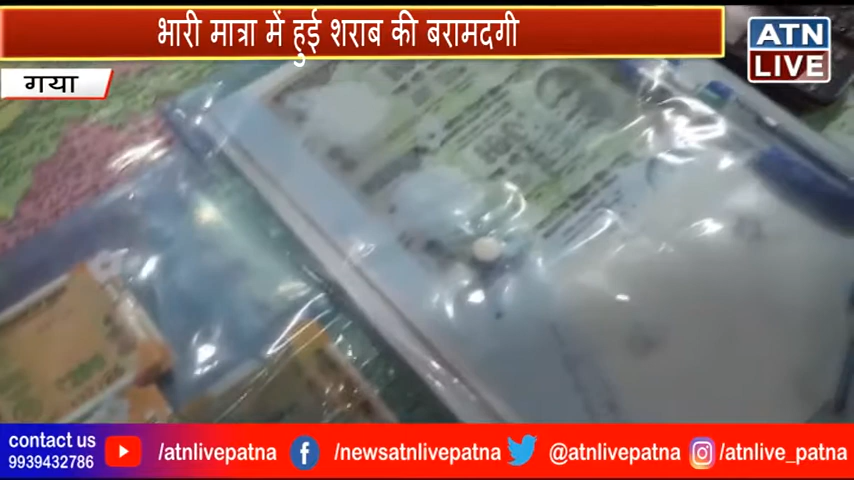 भारी मात्रा में हुई शराब की बरामदगी
ATN
LIVE
गया
contact us
9939432786
/atnlivepatna
/newsatnlivepatna
@atnlivepatna
/atnlive_patna